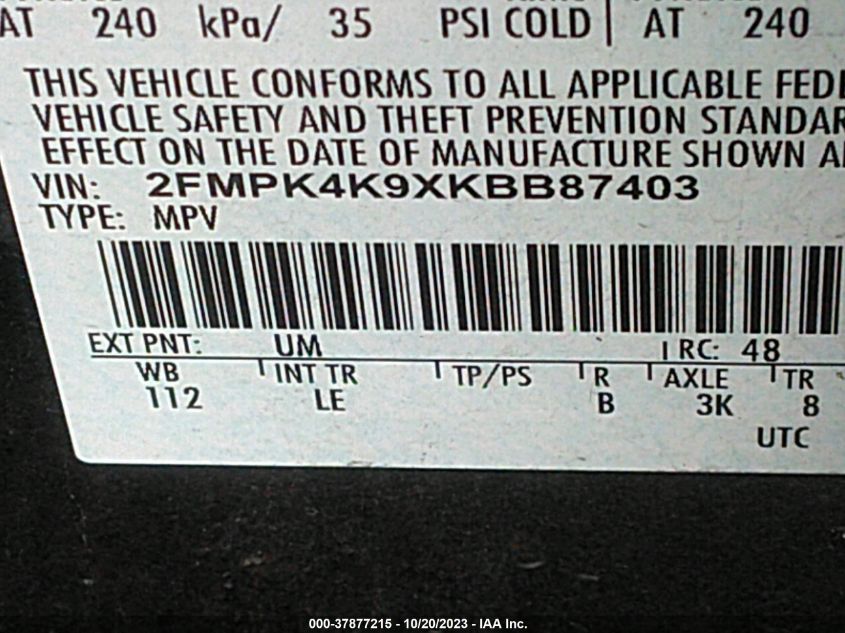 AT 240 kPa/ 35 PSI COLD AT 240
THIS VEHICLE CONFORMS TO ALL APPLICABLE FEDE
VEHICLE SAFETY AND THEFT PREVENTION STANDAR
EFFECT ON THE DATE OF MANUFACTURE SHOWN A
VIN: 2FMPK4K9XKBB87403
TYPE: MPV
EXT PNT: UM RC: 48
WB INT TR TP/PS R AXLE TR
112 LE B 3K 8
UTC
000-37877215 - 10/20/2023 - IAA Inc.